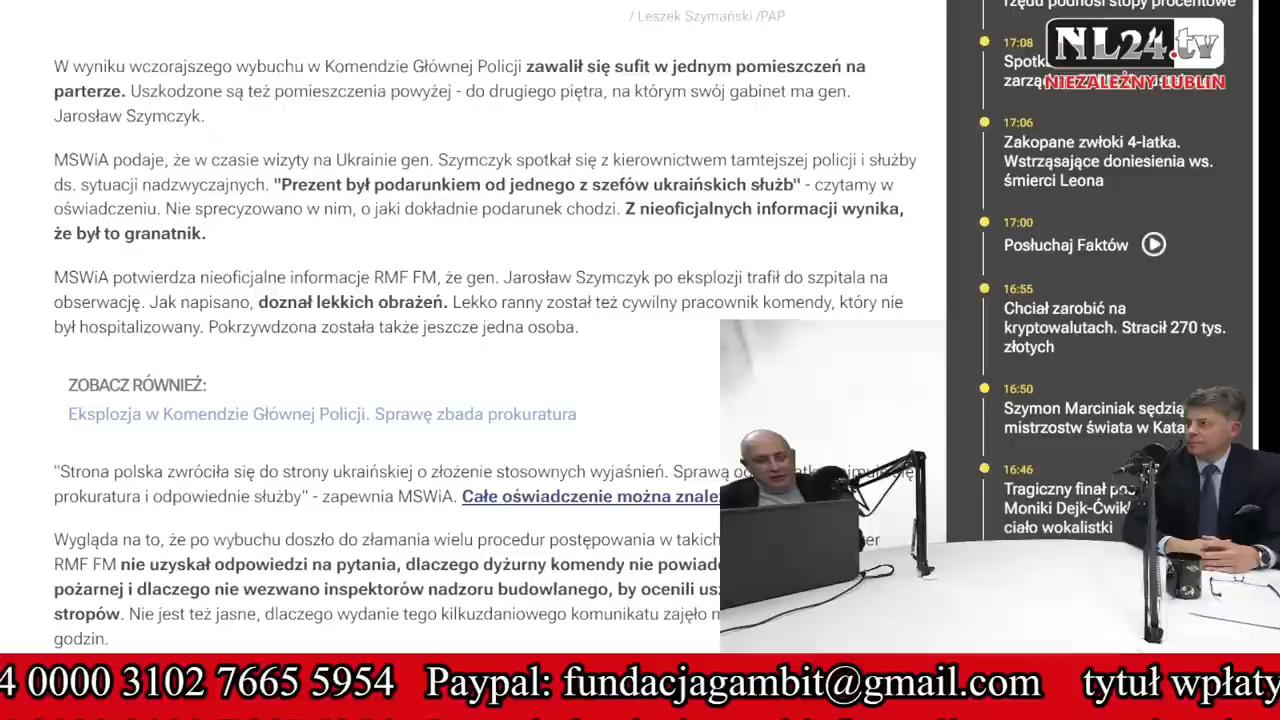 / Leszek Szymański /PAP
W wyniku wczorajszego wybuchu w Komendzie Głównej Policji zawalił się sufit w jednym pomieszczeń na
parterze. Uszkodzone są też pomieszczenia powyżej - do drugiego piętra, na którym swój gabinet ma gen.
Jarosław Szymczyk.
MSWiA podaje, że w czasie wizyty na Ukrainie gen. Szymczyk spotkał się z kierownictwem tamtejszej policji i służby
ds. sytuacji nadzwyczajnych. "Prezent był podarunkiem od jednego z szefów ukraińskich służb" - czytamy w
oświadczeniu. Nie sprecyzowano w nim, o jaki dokładnie podarunek chodzi. Z nieoficjalnych informacji wynika,
że był to granatnik.
MSWiA potwierdza nieoficjalne informacje RMF FM, że gen. Jarosław Szymczyk po eksplozji trafił do szpitala na
obserwację. Jak napisano, doznał lekkich obrażeń. Lekko ranny został też cywilny pracownik komendy, który nie
był hospitalizowany. Pokrzywdzona została także jeszcze jedna osoba.
ZOBACZ RÓWNIEŻ:
Eksplozja w Komendzie Głównej Policji. Sprawę zbada prokuratura
"Strona polska zwróciła się do strony ukraińskiej o złożenie stosownych wyjaśnień. Sprawą
prokuratura i odpowiednie służby" - zapewnia MSWiA. Całe oświadczenie można znale
Wygląda na to, że po wybuchu doszło do złamania wielu procedur postępowania w takich
RMF FM nie uzyskał odpowiedzi na pytania, dlaczego dyżurny komendy nie powiad
pożarnej i dlaczego nie wezwano inspektorów nadzoru budowlanego, by ocenili us
stropów. Nie jest też jasne, dlaczego wydanie tego kilkuzdaniowego komunikatu zajęło
godzin.
rządu podnosi stopy procentowe
17:08
Spotk
zarzą
17:06
Zakopane zwłoki 4-latka.
Wstrząsające doniesienia ws.
śmierci Leona
17:00
Posłuchaj Faktów
16:55
Chciał zarobić na
kryptowalutach. Stracił 270 tys.
złotych
16:50
Szymon Marciniak sędzią
mistrzostw świata w Kata
16:46
Tragiczny finał
Moniki Dejk-Ćwikl
ciało wokalistki
NL24.tv
NIEZALEŻNY LUBLIN
4 0000 3102 7665 5954 Paypal: fundacjagambit@gmail.com tytuł wpłaty